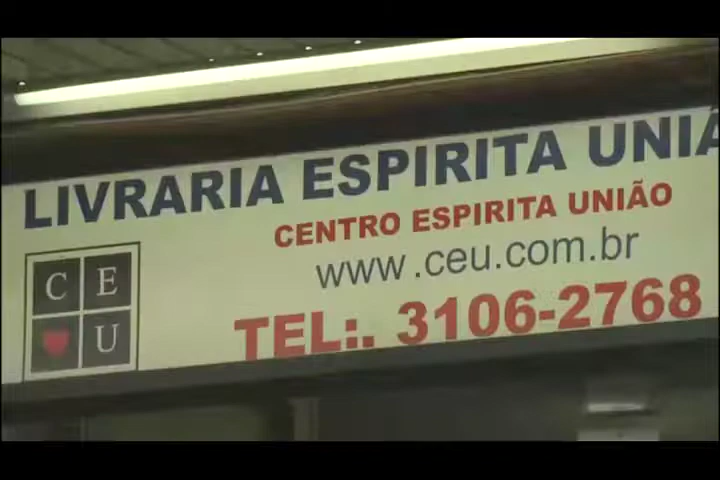 LIVRARIA ESPIRITA UNIÃ
CENTRO ESPIRITA UNIÃO
www.ceu.com.br
TEL:. 3106-2768
C E
U